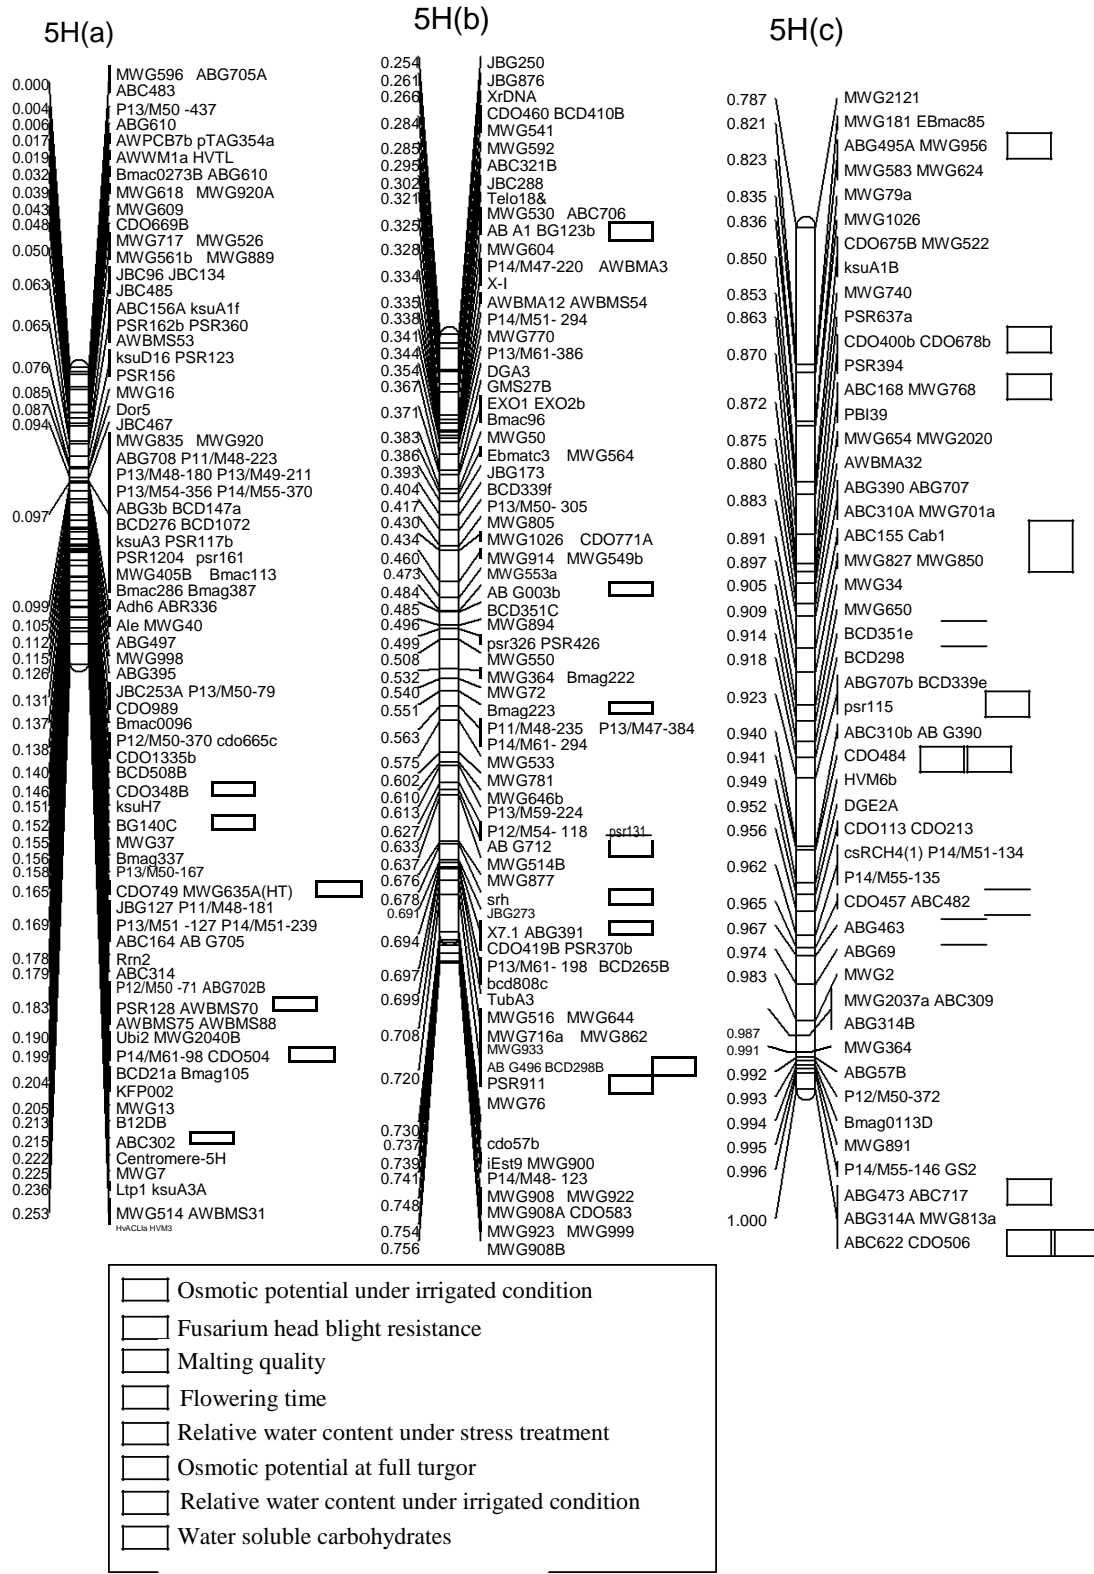 5H(a)
0.000
0.004
0.006
0.017
0.019
0.032
0.039
0.043
0.048
0.050
0.063
0.065
0.076
0.085
0.087
0.094
0.097
0.099
0.105
0.112
0.115
0.126
0.131
0.137
0.138
0.140
0.146
0.151
0.152
0.155
0.156
0.158
0.165
0.169
0.178
0.179
0.183
0.190
0.199
0.204
0.205
0.213
0.215
0.222
0.225
0.236
0.253
MWG596 ABG705A
ABC483
P13/M50 -437
ABG610
AWPCB7b pTAG354a
AWWM1a HVTL
Bmac0273B ABG610
MWG618 MWG920A
MWG609
CDO669B
MWG717 MWG526
MWG561b MWG889
JBC96 JBC134
JBC485
ABC156A ksuA1f
PSR162b PSR360
AWBMS53
ksuD16 PSR123
PSR156
MWG16
Dor5
JBC467
MWG835 MWG920
ABG708 P11/M48-223
P13/M48-180 P13/M49-211
P13/M54-356 P14/M55-370
ABG3b BCD147a
BCD276 BCD1072
ksuA3 PSR117b
PSR1204 psr161
MWG405B Bmac113
Bmac286 Bmag387
Adh6 ABR336
Ale MWG40
ABG497
MWG998
ABG395
JBC253A P13/M50-79
CDO989
Bmac0096
P12/M50-370 cdo665c
CDO1335b
BCD508B
CDO348B
ksuH7
BG140C
MWG37
Bmag337
P13/M50-167
CDO749 MWG635A(HT)
JBG127 P11/M48-181
P13/M51 -127 P14/M51-239
ABC164 AB G705
Rrn2
ABC314
P12/M50 -71 ABG702B
PSR128 AWBMS70
AWBMS75 AWBMS88
Ubi2 MWG2040B
P14/M61-98 CDO504
BCD21a Bmag105
KFP002
MWG13
B12DB
ABC302
Centromere-5H
MWG7
Ltp1 ksuA3A
MWG514 AWBMS31
HvACLIa HVM3
5H(b)
0.254
0.261
0.266
0.284
0.285
0.295
0.302
0.321
0.325
0.328
0.334
0.335
0.338
0.341
0.344
0.354
0.367
0.371
0.383
0.386
0.393
0.404
0.417
0.430
0.434
0.460
0.473
0.484
0.485
0.496
0.499
0.508
0.532
0.540
0.551
0.563
0.575
0.602
0.610
0.613
0.627
0.633
0.637
0.676
0.678
0.691
0.694
0.697
0.699
0.708
0.720
0.730
0.737
0.739
0.741
0.748
0.754
0.756
JBG250
JBG876
XrDNA
CDO460 BCD410B
MWG541
MWG592
ABC321B
JBC288
Telo18&
MWG530 ABC706
AB A1 BG123b
MWG604
P14/M47-220 AWBMA3
X-I
AWBMA12 AWBMS54
P14/M51- 294
MWG770
P13/M61-386
DGA3
GMS27B
EXO1 EXO2b
Bmac96
MWG50
Ebmatc3 MWG564
JBG173
BCD339f
P13/M50- 305
MWG805
MWG1026 CDO771A
MWG914 MWG549b
MWG553a
AB G003b
BCD351C
MWG894
psr326 PSR426
MWG550
MWG364 Bmag222
MWG72
Bmag223
P11/M48-235 P13/M47-384
P14/M61- 294
MWG533
MWG781
MWG646b
P13/M59-224
P12/M54- 118 psr131
AB G712
MWG514B
MWG877
srh
JBG273
X7.1 ABG391
CDO419B PSR370b
P13/M61- 198 BCD265B
bcd808c
TubA3
MWG516 MWG644
MWG716a MWG862
MWG933
AB G496 BCD298B
PSR911
MWG76
cdo57b
iEst9 MWG900
P14/M48- 123
MWG908 MWG922
MWG908A CDO583
MWG923 MWG999
MWG908B
5H(c)
0.787
0.821
0.823
0.835
0.836
0.850
0.853
0.863
0.870
0.872
0.875
0.880
0.883
0.891
0.897
0.905
0.909
0.914
0.918
0.923
0.940
0.941
0.949
0.952
0.956
0.962
0.965
0.967
0.974
0.983
0.987
0.991
0.992
0.993
0.994
0.995
0.996
1.000
MWG2121
MWG181 EBmac85
ABG495A MWG956
MWG583 MWG624
MWG79a
MWG1026
CDO675B MWG522
ksuA1B
MWG740
PSR637a
CDO400b CDO678b
PSR394
ABC168 MWG768
PBI39
MWG654 MWG2020
AWBMA32
ABG390 ABG707
ABC310A MWG701a
ABC155 Cab1
MWG827 MWG850
MWG34
MWG650
BCD351e
BCD298
ABG707b BCD339e
psr115
ABC310b AB G390
CDO484
HVM6b
DGE2A
CDO113 CDO213
csRCH4(1) P14/M51-134
P14/M55-135
CDO457 ABC482
ABG463
ABG69
MWG2
MWG2037a ABC309
ABG314B
MWG364
ABG57B
P12/M50-372
Bmag0113D
MWG891
P14/M55-146 GS2
ABG473 ABC717
ABG314A MWG813a
ABC622 CDO506
Osmotic potential under irrigated condition
Fusarium head blight resistance
Malting quality
Flowering time
Relative water content under stress treatment
Osmotic potential at full turgor
Relative water content under irrigated condition
Water soluble carbohydrates